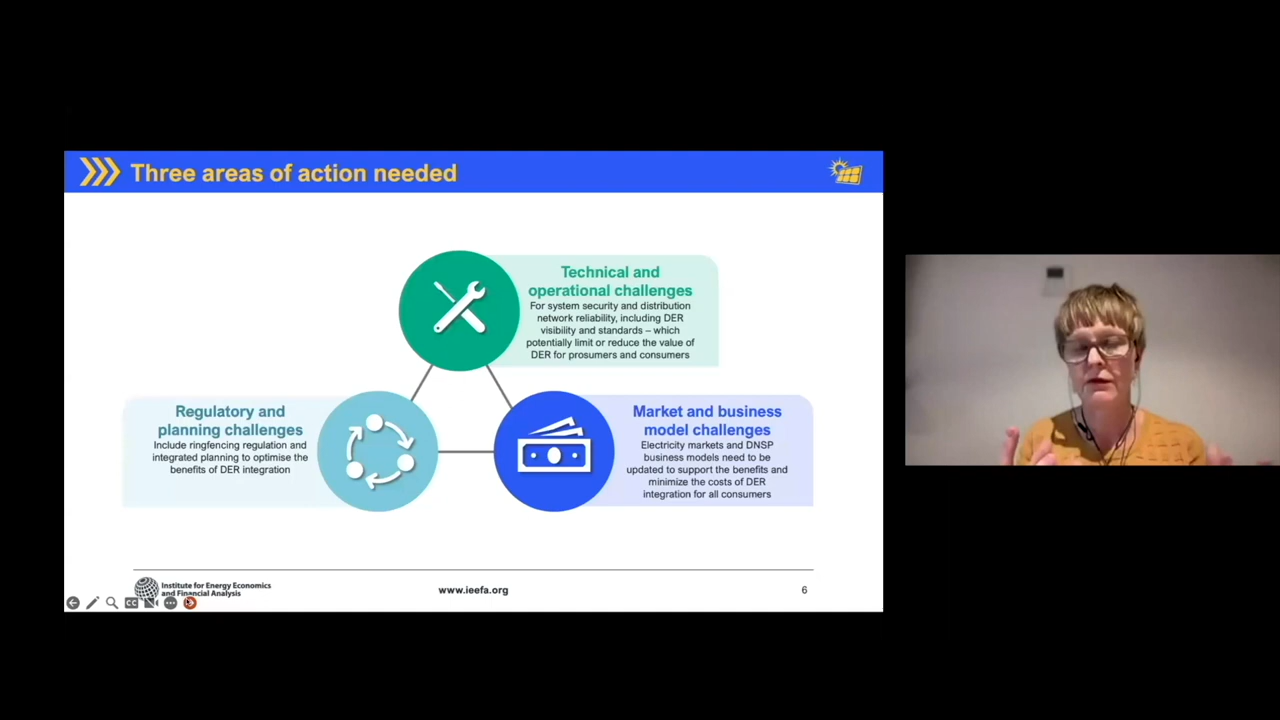 Three areas of action needed
Technical and
operational challenges
For system security and distribution
network reliability, including DER
visibility and standards – which
potentially limit or reduce the value of
DER for prosumers and consumers
Regulatory and
planning challenges
Include ringfencing regulation and
integrated planning to optimise the
benefits of DER integration
Market and business
model challenges
Electricity markets and DNSP
business models need to be
updated to support the benefits and
minimize the costs of DER
integration for all consumers
Institute for Energy Economics
and Financial Analysis
www.ieefa.org
6
CC